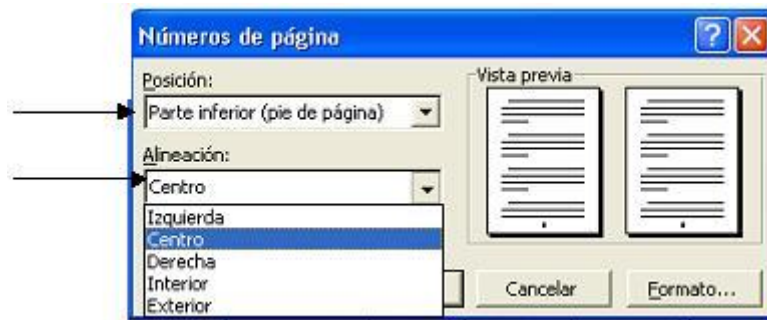 Números de página
Posición:
Parte inferior (pie de página)
Alineación:
Centro
Izquierda
Centro
Derecha
Interior
Exterior
Vista previa
Cancelar
Formato...